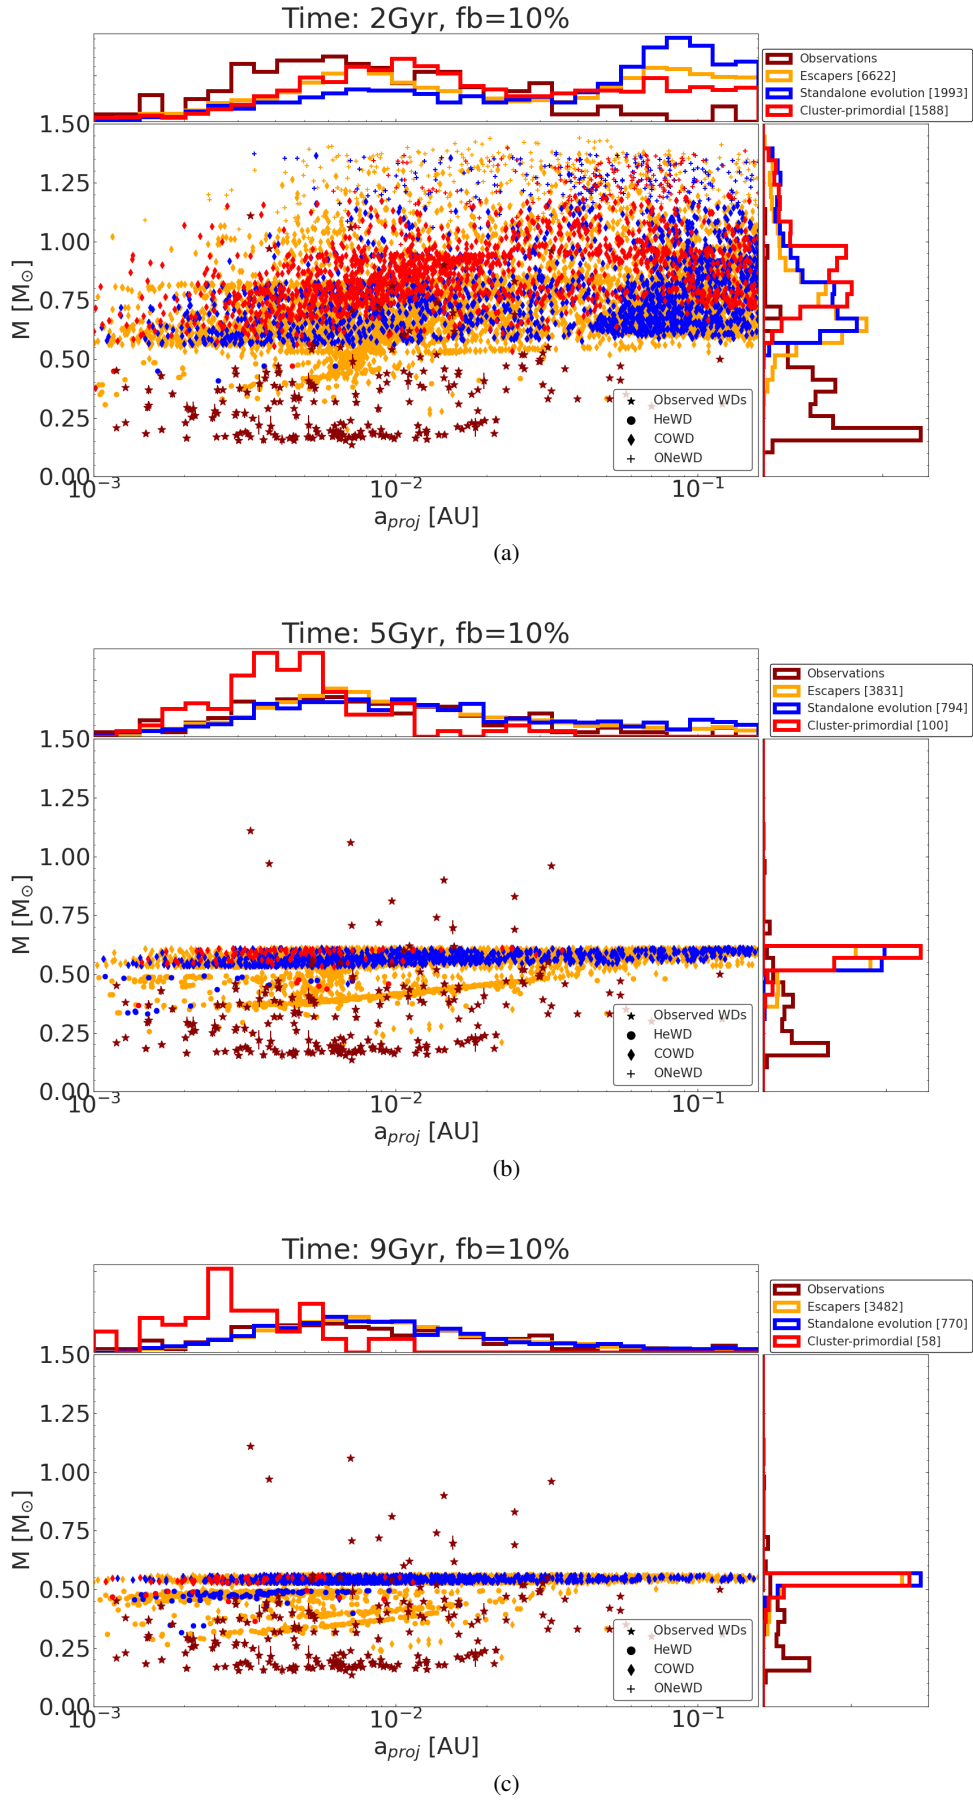 Time: 2Gyr, fb=10%
Observations
Escapers [6622]
Standalone evolution [1993]
Cluster-primordial [1588]
1.50
1.25
1.00
0.75
0.50
0.25
0.00
M [M⊙]
Observed WDs
HeWD
COWD
ONeWD
10⁻³
10⁻²
10⁻¹
aₚᵣₒⱼ [AU]
(a)
Time: 5Gyr, fb=10%
Observations
Escapers [3831]
Standalone evolution [794]
Cluster-primordial [100]
1.50
1.25
1.00
0.75
0.50
0.25
0.00
M [M⊙]
Observed WDs
HeWD
COWD
ONeWD
10⁻³
10⁻²
10⁻¹
aₚᵣₒⱼ [AU]
(b)
Time: 9Gyr, fb=10%
Observations
Escapers [3482]
Standalone evolution [770]
Cluster-primordial [58]
1.50
1.25
1.00
0.75
0.50
0.25
0.00
M [M⊙]
Observed WDs
HeWD
COWD
ONeWD
10⁻³
10⁻²
10⁻¹
aₚᵣₒⱼ [AU]
(c)